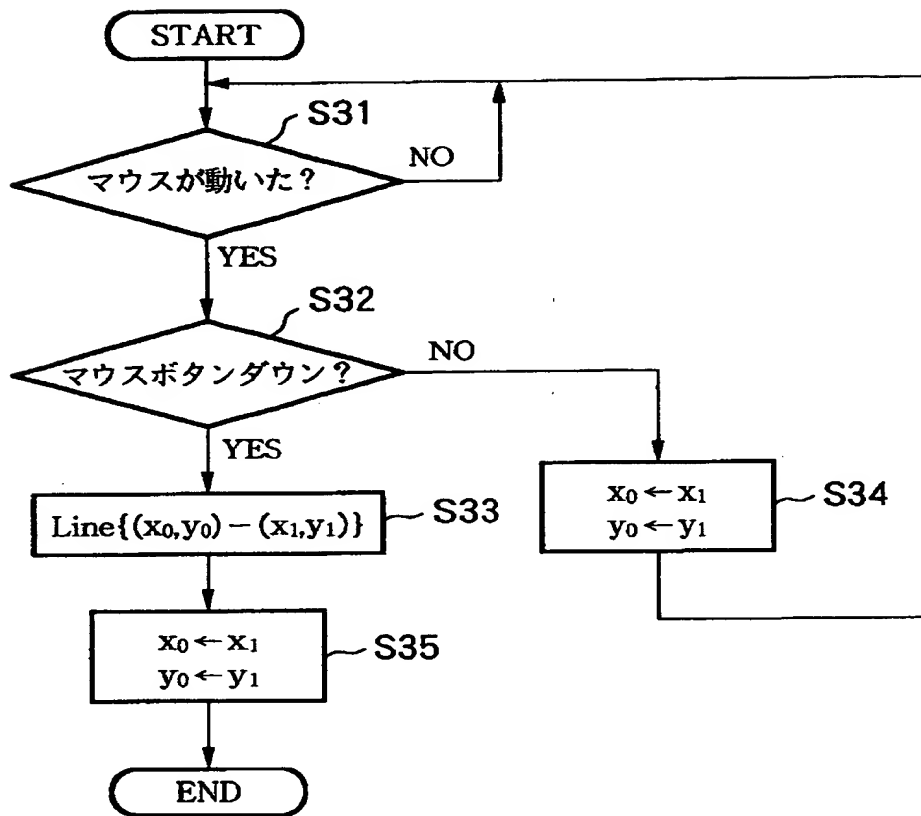 START
S31
マウスが動いた？
NO
YES
S32
マウスボタンダウン？
NO
YES
Line{(x₀,y₀)−(x₁,y₁)}
S33
x₀←x₁
y₀←y₁
S34
x₀←x₁
y₀←y₁
S35
END